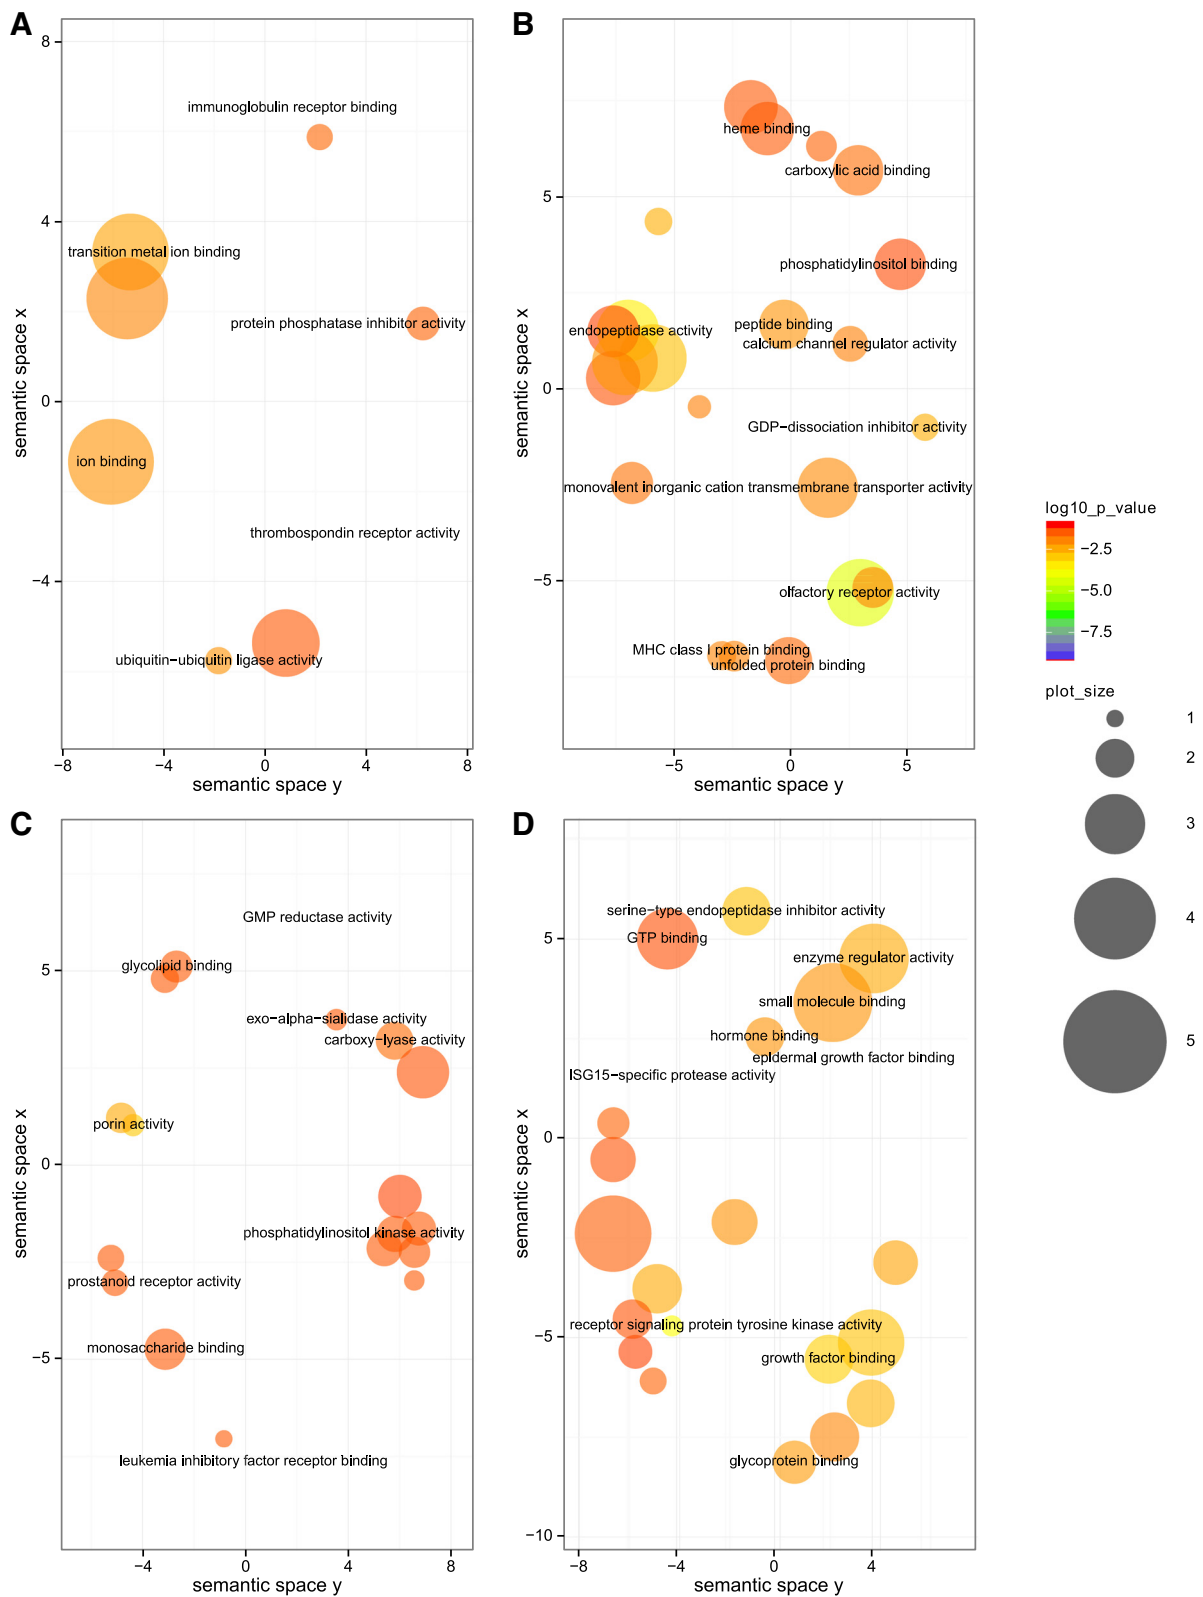 A
8
4
0
−4
−8
−4
0
4
8
semantic space x
semantic space y
immunoglobulin receptor binding
transition metal ion binding
protein phosphatase inhibitor activity
ion binding
thrombospondin receptor activity
ubiquitin−ubiquitin ligase activity
B
5
0
−5
−5
0
5
semantic space x
semantic space y
heme binding
carboxylic acid binding
phosphatidylinositol binding
endopeptidase activity
peptide binding
calcium channel regulator activity
GDP−dissociation inhibitor activity
monovalent inorganic cation transmembrane transporter activity
olfactory receptor activity
MHC class I protein binding
unfolded protein binding
log10_p_value
−2.5
−5.0
−7.5
plot_size
1
2
3
4
5
C
5
0
−5
−4
0
4
8
semantic space x
semantic space y
GMP reductase activity
glycolipid binding
exo−alpha−sialidase activity
carboxy−lyase activity
porin activity
phosphatidylinositol kinase activity
prostanoid receptor activity
monosaccharide binding
leukemia inhibitory factor receptor binding
D
5
0
−5
−10
−8
−4
0
4
semantic space x
semantic space y
serine−type endopeptidase inhibitor activity
GTP binding
enzyme regulator activity
small molecule binding
hormone binding
epidermal growth factor binding
ISG15−specific protease activity
receptor signaling protein tyrosine kinase activity
growth factor binding
glycoprotein binding